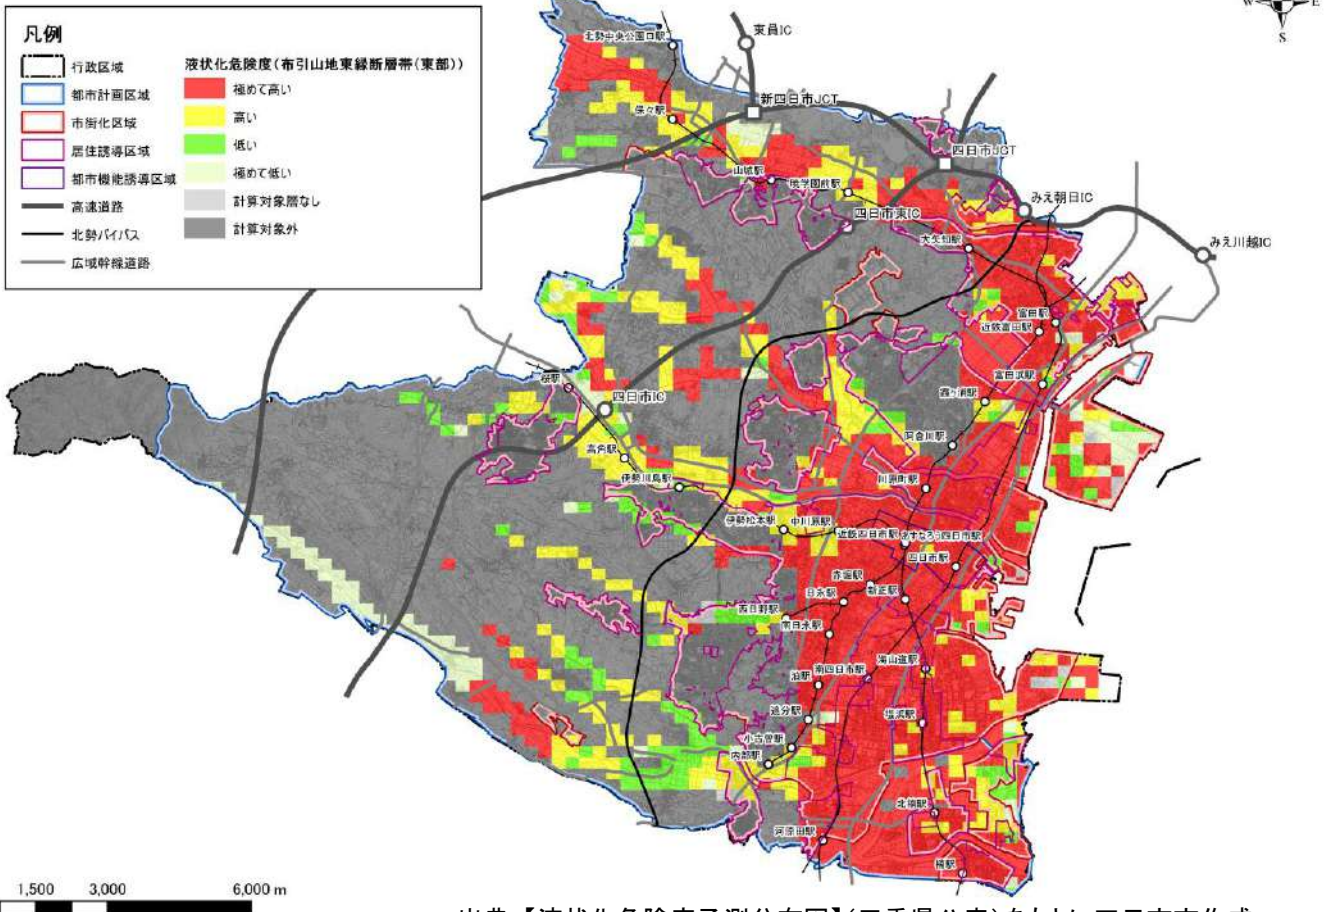 凡例
行政区域
都市計画区域
市街化区域
居住誘導区域
都市機能誘導区域
高速道路
北勢バイパス
広域幹線道路
液状化危険度(布引山地東縁断層帯(東部))
極めて高い
高い
低い
極めて低い
計算対象層なし
計算対象外
W
E
S
北勢中央公園口駅
東員IC
保々駅
新四日市JCT
四日市JCT
山城駅
暁学園前駅
みえ朝日IC
四日市東IC
大矢知駅
みえ川越IC
富田駅
近鉄富田駅
富田浜駅
桜駅
四日市IC
霞ヶ浦駅
阿倉川駅
高角駅
伊勢川島駅
川原町駅
伊勢松本駅
中川原駅
近鉄四日市駅
あすなろう四日市駅
四日市駅
赤堀駅
日永駅
新正駅
西日野駅
南日永駅
泊駅
南四日市駅
海山道駅
追分駅
塩浜駅
小古曽駅
内部駅
北楠駅
河原田駅
楠駅
1,500
3,000
6,000 m